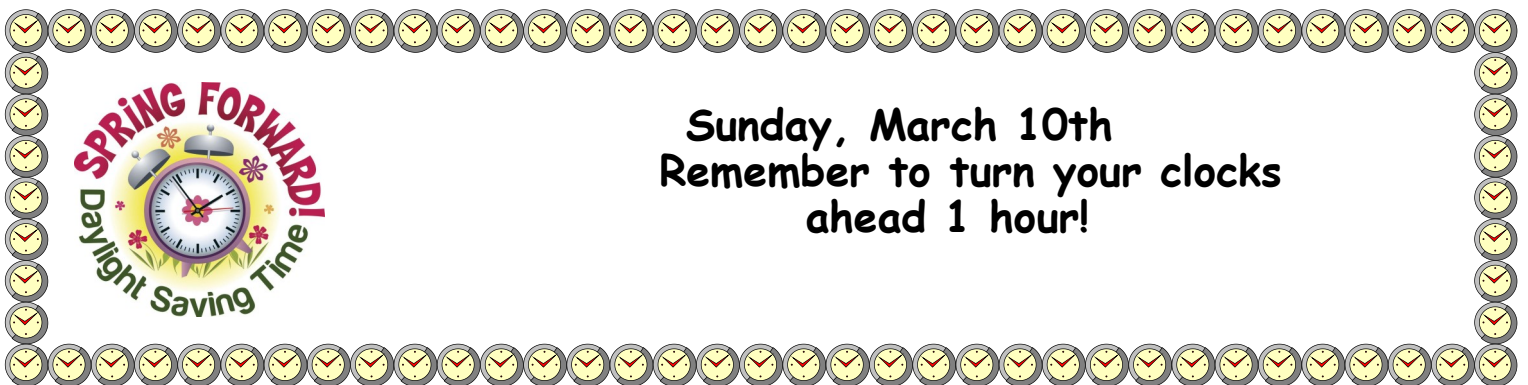 SPRiNG FORWARD!
Daylight Saving Time
Sunday, March 10th
Remember to turn your clocks
ahead 1 hour!